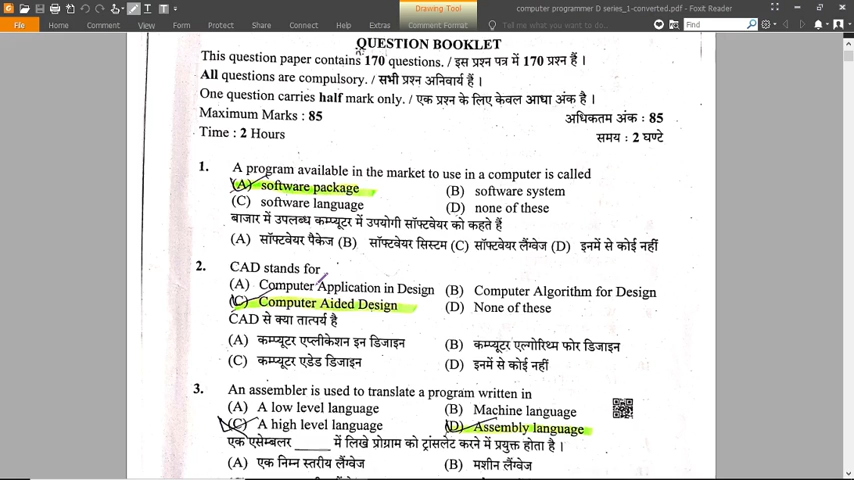 Drawing Tool
computer programmer D series_1-converted.pdf - Foxit Reader
File Home Comment View Form Protect Share Connect Help Extras Comment Format Tell me what you want to do... Find
QUESTION BOOKLET
This question paper contains 170 questions. / इस प्रश्न पत्र में 170 प्रश्न हैं ।
All questions are compulsory. / सभी प्रश्न अनिवार्य हैं ।
One question carries half mark only. / एक प्रश्न के लिए केवल आधा अंक है ।
Maximum Marks : 85 अधिकतम अंक : 85
Time : 2 Hours समय : 2 घण्टे
1. A program available in the market to use in a computer is called
(A) software package (B) software system
(C) software language (D) none of these
बाजार में उपलब्ध कम्प्यूटर में उपयोगी सॉफ्टवेयर को कहते हैं
(A) सॉफ्टवेयर पैकेज (B) सॉफ्टवेयर सिस्टम (C) सॉफ्टवेयर लैंग्वेज (D) इनमें से कोई नहीं
2. CAD stands for
(A) Computer Application in Design (B) Computer Algorithm for Design
(C) Computer Aided Design (D) None of these
CAD से क्या तात्पर्य है
(A) कम्प्यूटर एप्लीकेशन इन डिजाइन (B) कम्प्यूटर एल्गोरिथ्म फोर डिजाइन
(C) कम्प्यूटर एडेड डिजाइन (D) इनमें से कोई नहीं
3. An assembler is used to translate a program written in
(A) A low level language (B) Machine language
(C) A high level language (D) Assembly language
एक एसेम्बलर _____ में लिखे प्रोग्राम को ट्रांसलेट करने में प्रयुक्त होता है ।
(A) एक निम्न स्तरीय लैंग्वेज (B) मशीन लैंग्वेज